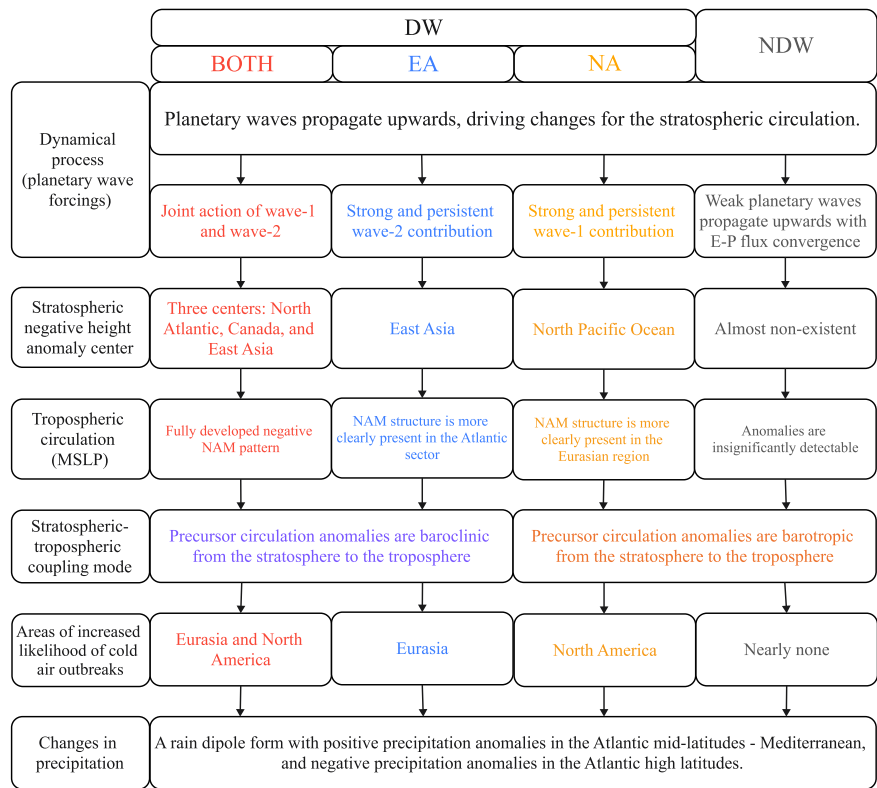 DW
NDW
BOTH
EA
NA
Dynamical
process
(planetary wave
forcings)
Planetary waves propagate upwards, driving changes for the stratospheric circulation.
Joint action of wave-1
and wave-2
Strong and persistent
wave-2 contribution
Strong and persistent
wave-1 contribution
Weak planetary waves
propagate upwards with
E-P flux convergence
Stratospheric
negative height
anomaly center
Three centers: North
Atlantic, Canada, and
East Asia
East Asia
North Pacific Ocean
Almost non-existent
Tropospheric
circulation
(MSLP)
Fully developed negative
NAM pattern
NAM structure is more
clearly present in the Atlantic
sector
NAM structure is more
clearly present in the
Eurasian region
Anomalies are
insignificantly detectable
Stratospheric-
tropospheric
coupling mode
Precursor circulation anomalies are baroclinic
from the stratosphere to the troposphere
Precursor circulation anomalies are barotropic
from the stratosphere to the troposphere
Areas of increased
likelihood of cold
air outbreaks
Eurasia and North
America
Eurasia
North America
Nearly none
Changes in
precipitation
A rain dipole form with positive precipitation anomalies in the Atlantic mid-latitudes - Mediterranean,
and negative precipitation anomalies in the Atlantic high latitudes.